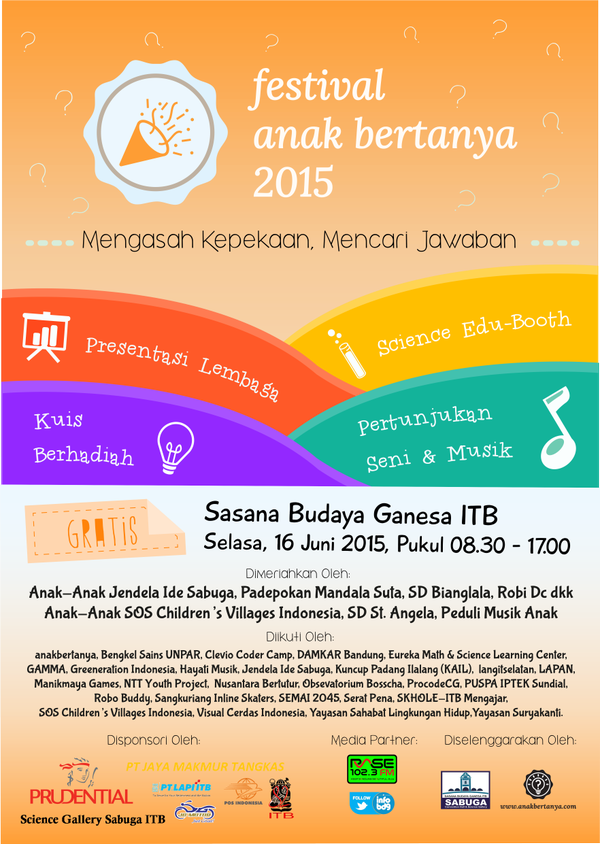 festival
anak bertanya
2015
Mengasah Kepekaan, Mencari Jawaban
Presentasi Lembaga
Science Edu-Booth
Kuis
Berhadiah
Pertunjukan
Seni & Musik
GRATIS
Sasana Budaya Ganesa ITB
Selasa, 16 Juni 2015, Pukul 08.30 - 17.00
Dimeriahkan Oleh:
Anak-Anak Jendela Ide Sabuga, Padepokan Mandala Suta, SD Bianglala, Robi Dc dkk
Anak-Anak SOS Children's Villages Indonesia, SD St. Angela, Peduli Musik Anak
Diikuti Oleh:
anakbertanya, Bengkel Sains UNPAR, Clevio Coder Camp, DAMKAR Bandung, Eureka Math & Science Learning Center,
GAMMA, Greeneration Indonesia, Hayati Musik, Jendela Ide Sabuga, Kuncup Padang Ilalang (KAIL), langitselatan, LAPAN,
Manikmaya Games, NTT Youth Project, Nusantara Bertutur, Obsevatorium Bosscha, ProcodeCG, PUSPA IPTEK Sundial,
Robo Buddy, Sangkuriang Inline Skaters, SEMAI 2045, Serat Pena, SKHOLE-ITB Mengajar,
SOS Children's Villages Indonesia, Visual Cerdas Indonesia, Yayasan Sahabat Lingkungan Hidup,Yayasan Suryakanti.
Disponsori Oleh:
Media Partner:
Diselenggarakan Oleh:
PT JAYA MAKMUR TANGKAS
PRUDENTIAL
PT. LAPI ITB
POS INDONESIA
ITB
Science Gallery Sabuga ITB
RASE
102.3 FM
FOLLOW
info
SABUGA
www.anakbertanya.com